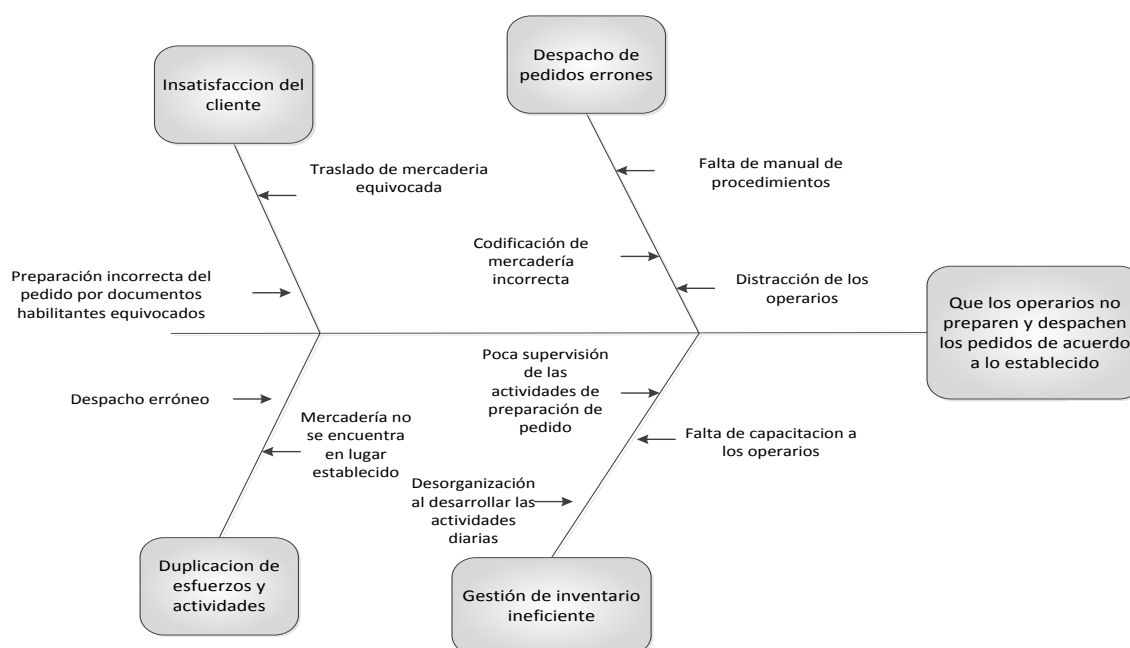 Insatisfaccion del
cliente
Despacho de
pedidos errones
Traslado de mercaderia
equivocada
Falta de manual de
procedimientos
Preparación incorrecta del
pedido por documentos
habilitantes equivocados
Codificación de
mercadería
incorrecta
Distracción de los
operarios
Que los operarios no
preparen y despachen
los pedidos de acuerdo
a lo establecido
Despacho erróneo
Mercadería no
se encuentra
en lugar
establecido
Poca supervisión
de las
actividades de
preparación de
pedido
Falta de capacitacion a
los operarios
Desorganización
al desarrollar las
actividades
diarias
Duplicacion de
esfuerzos y
actividades
Gestión de inventario
ineficiente